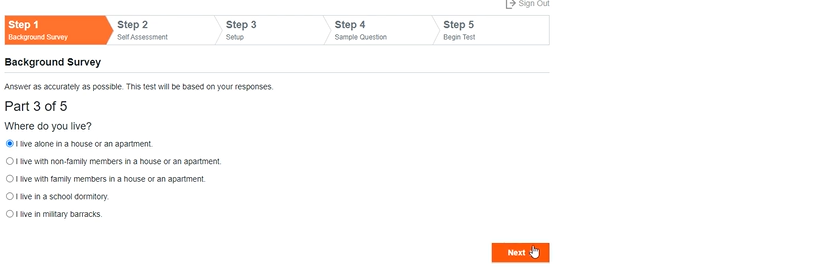 Sign Out
Step 1
Background Survey
Step 2
Self Assessment
Step 3
Setup
Step 4
Sample Question
Step 5
Begin Test
Background Survey
Answer as accurately as possible. This test will be based on your responses.
Part 3 of 5
Where do you live?
I live alone in a house or an apartment.
I live with non-family members in a house or an apartment.
I live with family members in a house or an apartment.
I live in a school dormitory.
I live in military barracks.
Next